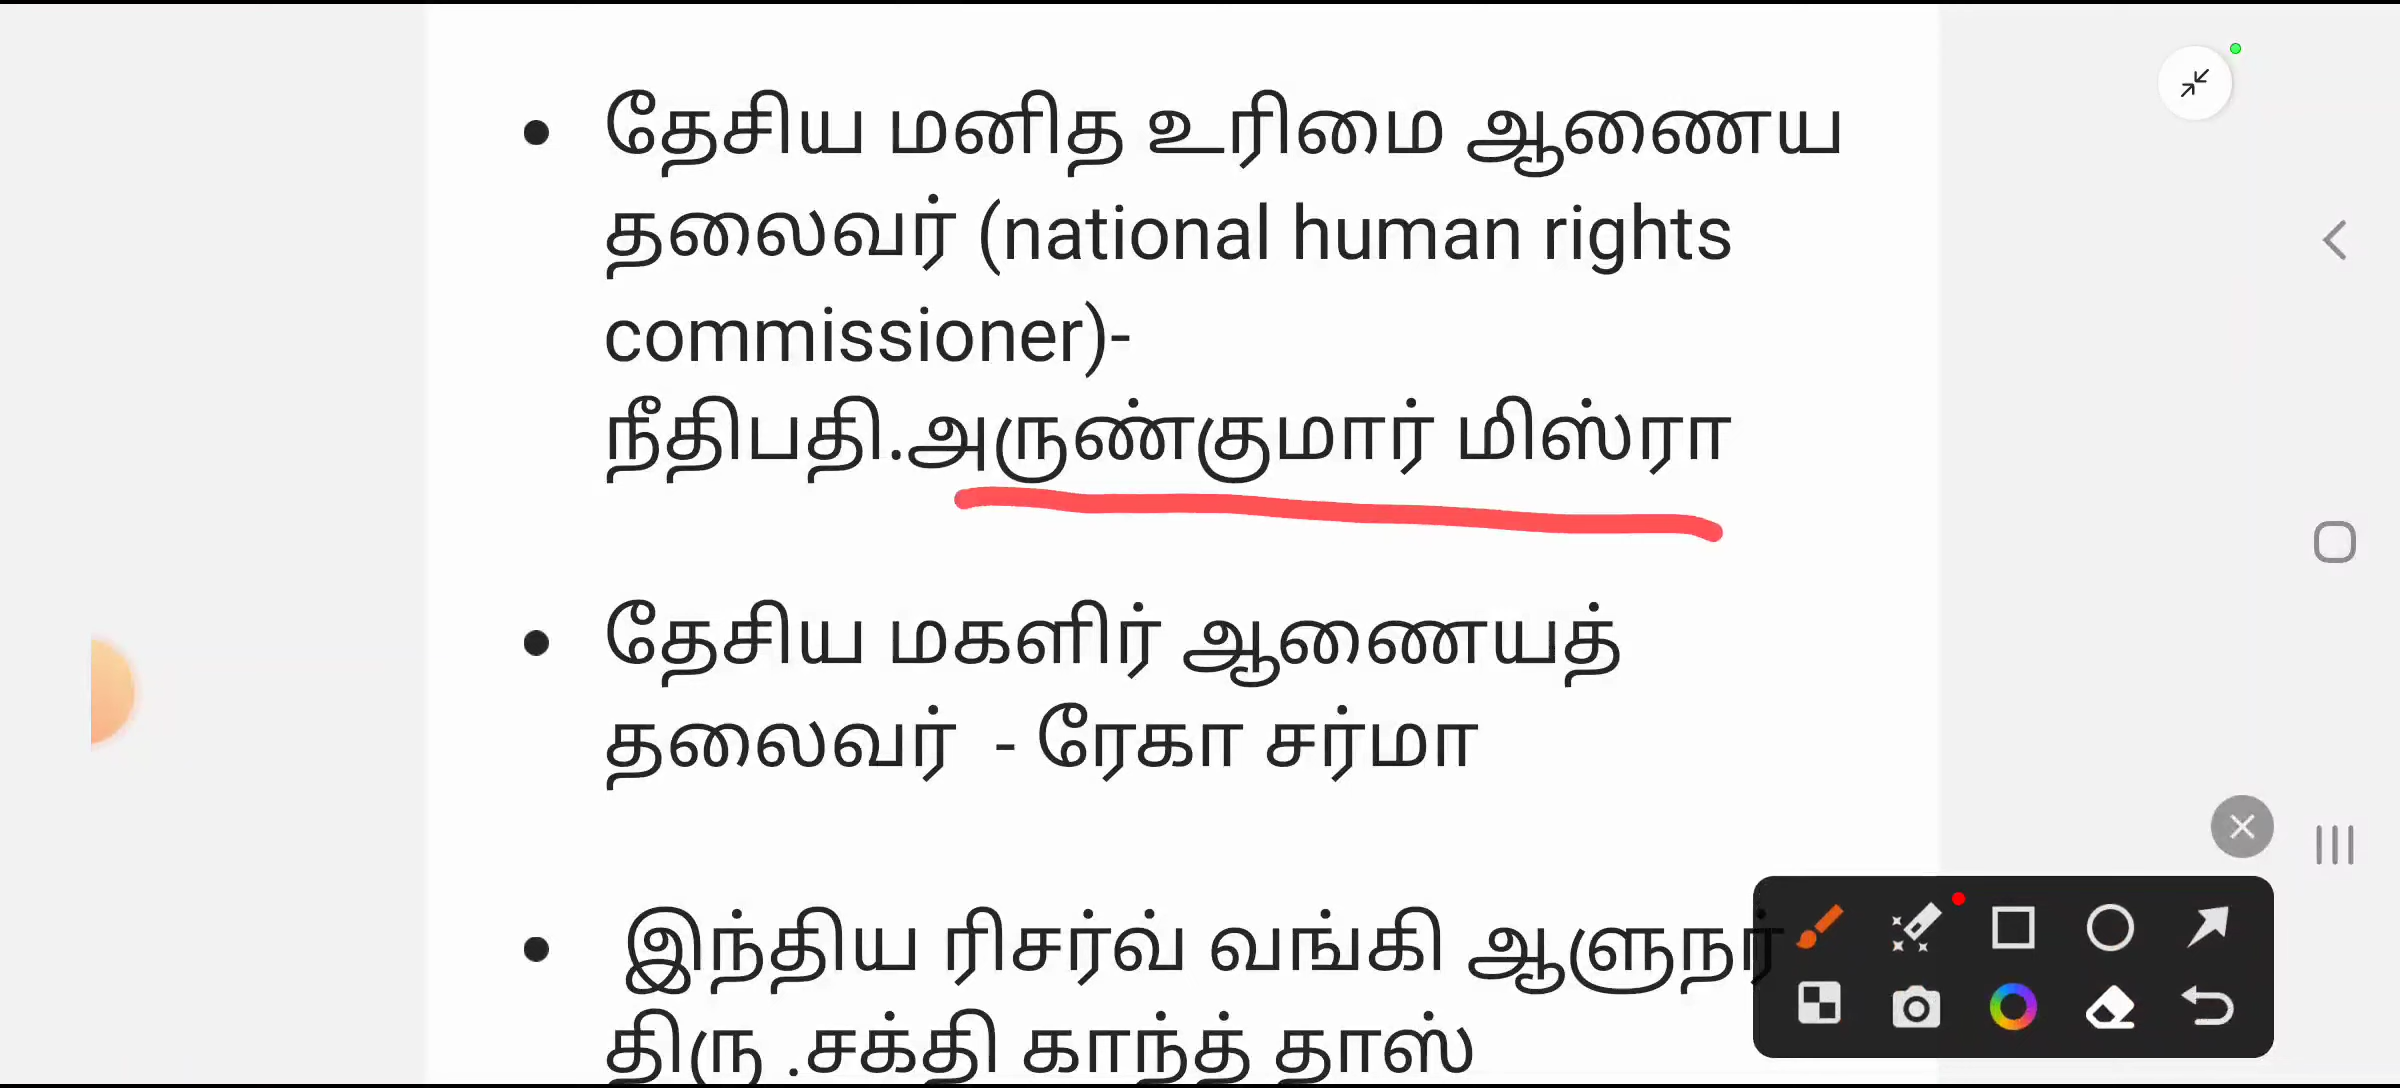 தேசிய மனித உரிமை ஆணைய
தலைவர் (national human rights
commissioner)-
நீதிபதி.அருண்குமார் மிஸ்ரா
தேசிய மகளிர் ஆணையத்
தலைவர் - ரேகா சர்மா
இந்திய ரிசர்வ் வங்கி ஆளுநர்
திரு .சக்தி காந்த் தாஸ்